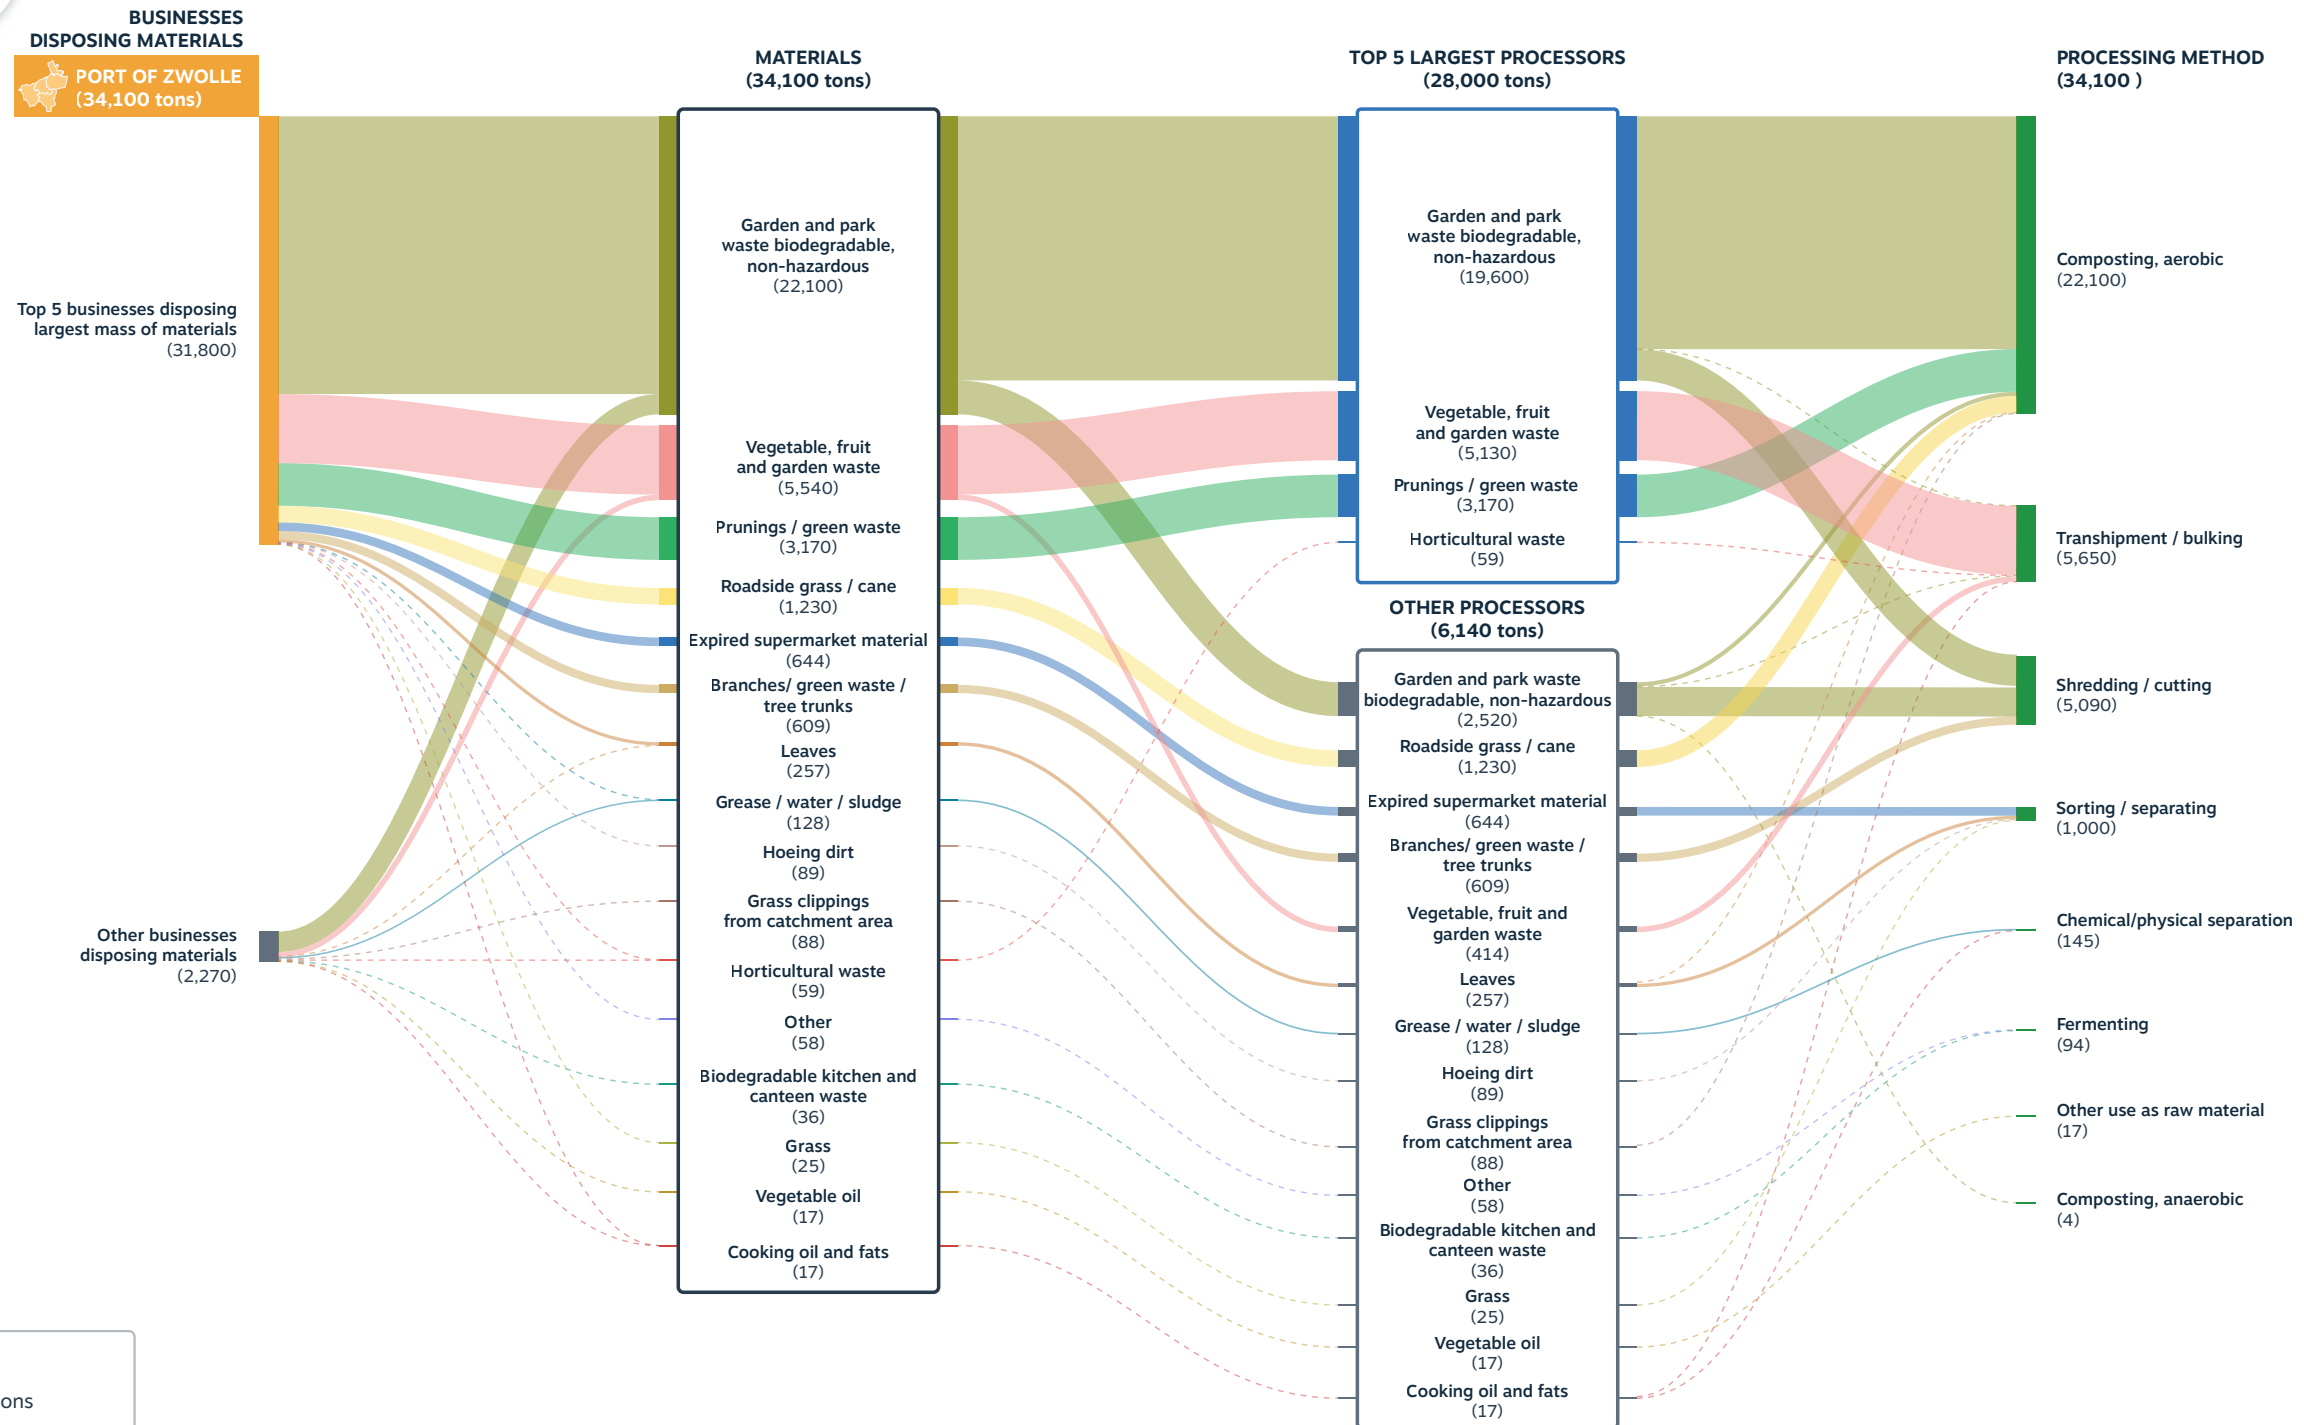 BUSINESSES
DISPOSING MATERIALS
PORT OF ZWOLLE
(34,100 tons)
Top 5 businesses disposing
largest mass of materials
(31,800)
Other businesses
disposing materials
(2,270)
ons
MATERIALS
(34,100 tons)
Garden and park
waste biodegradable,
non-hazardous
(22,100)
Vegetable, fruit
and garden waste
(5,540)
Prunings / green waste
(3,170)
Roadside grass / cane
(1,230)
Expired supermarket material
(644)
Branches/ green waste /
tree trunks
(609)
Leaves
(257)
Grease / water / sludge
(128)
Hoeing dirt
(89)
Grass clippings
from catchment area
(88)
Horticultural waste
(59)
Other
(58)
Biodegradable kitchen and
canteen waste
(36)
Grass
(25)
Vegetable oil
(17)
Cooking oil and fats
(17)
TOP 5 LARGEST PROCESSORS
(28,000 tons)
Garden and park
waste biodegradable,
non-hazardous
(19,600)
Vegetable, fruit
and garden waste
(5,130)
Prunings / green waste
(3,170)
Horticultural waste
(59)
OTHER PROCESSORS
(6,140 tons)
Garden and park waste
biodegradable, non-hazardous
(2,520)
Roadside grass / cane
(1,230)
Expired supermarket material
(644)
Branches/ green waste /
tree trunks
(609)
Vegetable, fruit and
garden waste
(414)
Leaves
(257)
Grease / water / sludge
(128)
Hoeing dirt
(89)
Grass clippings
from catchment area
(88)
Other
(58)
Biodegradable kitchen and
canteen waste
(36)
Grass
(25)
Vegetable oil
(17)
Cooking oil and fats
(17)
PROCESSING METHOD
(34,100 )
Composting, aerobic
(22,100)
Transhipment / bulking
(5,650)
Shredding / cutting
(5,090)
Sorting / separating
(1,000)
Chemical/physical separation
(145)
Fermenting
(94)
Other use as raw material
(17)
Composting, anaerobic
(4)